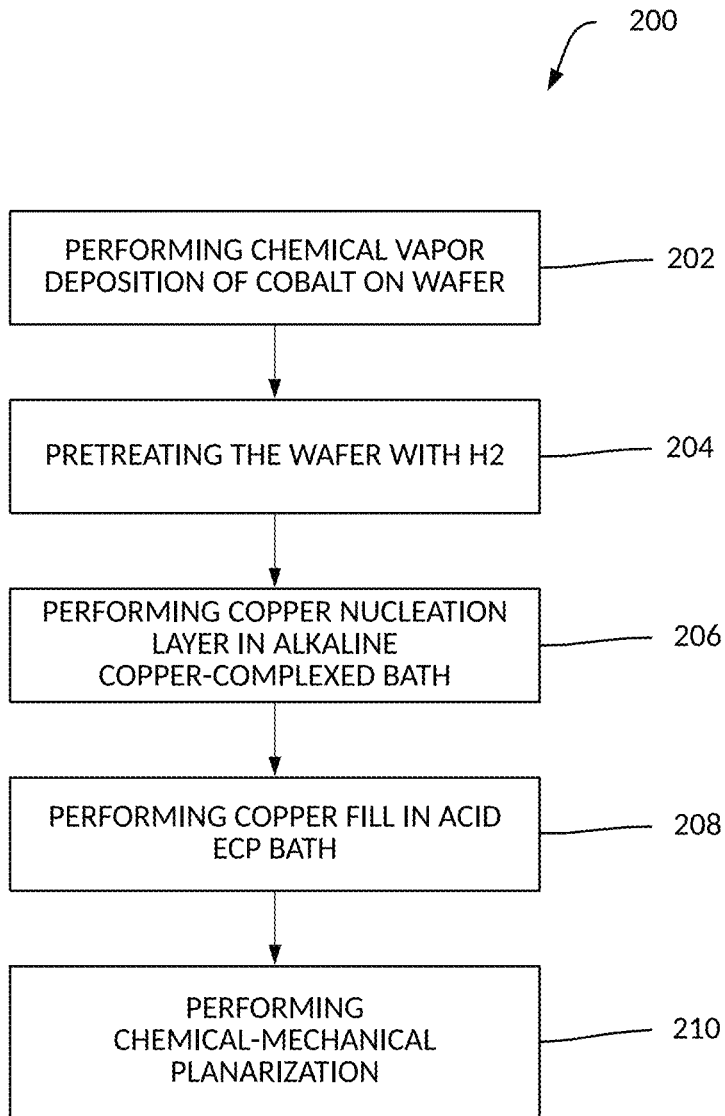 200
PERFORMING CHEMICAL VAPOR
DEPOSITION OF COBALT ON WAFER
202
PRETREATING THE WAFER WITH H2
204
PERFORMING COPPER NUCLEATION
LAYER IN ALKALINE
COPPER-COMPLEXED BATH
206
PERFORMING COPPER FILL IN ACID
ECP BATH
208
PERFORMING
CHEMICAL-MECHANICAL
PLANARIZATION
210